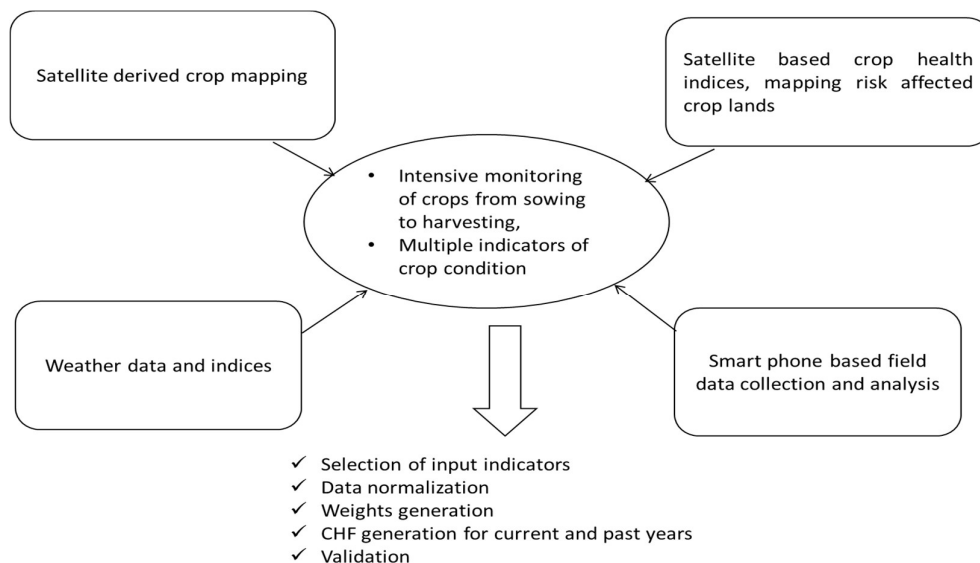 Satellite derived crop mapping
Satellite based crop health
indices, mapping risk affected
crop lands
• Intensive monitoring
of crops from sowing
to harvesting,
• Multiple indicators of
crop condition
Weather data and indices
Smart phone based field
data collection and analysis
✓ Selection of input indicators
✓ Data normalization
✓ Weights generation
✓ CHF generation for current and past years
✓ Validation